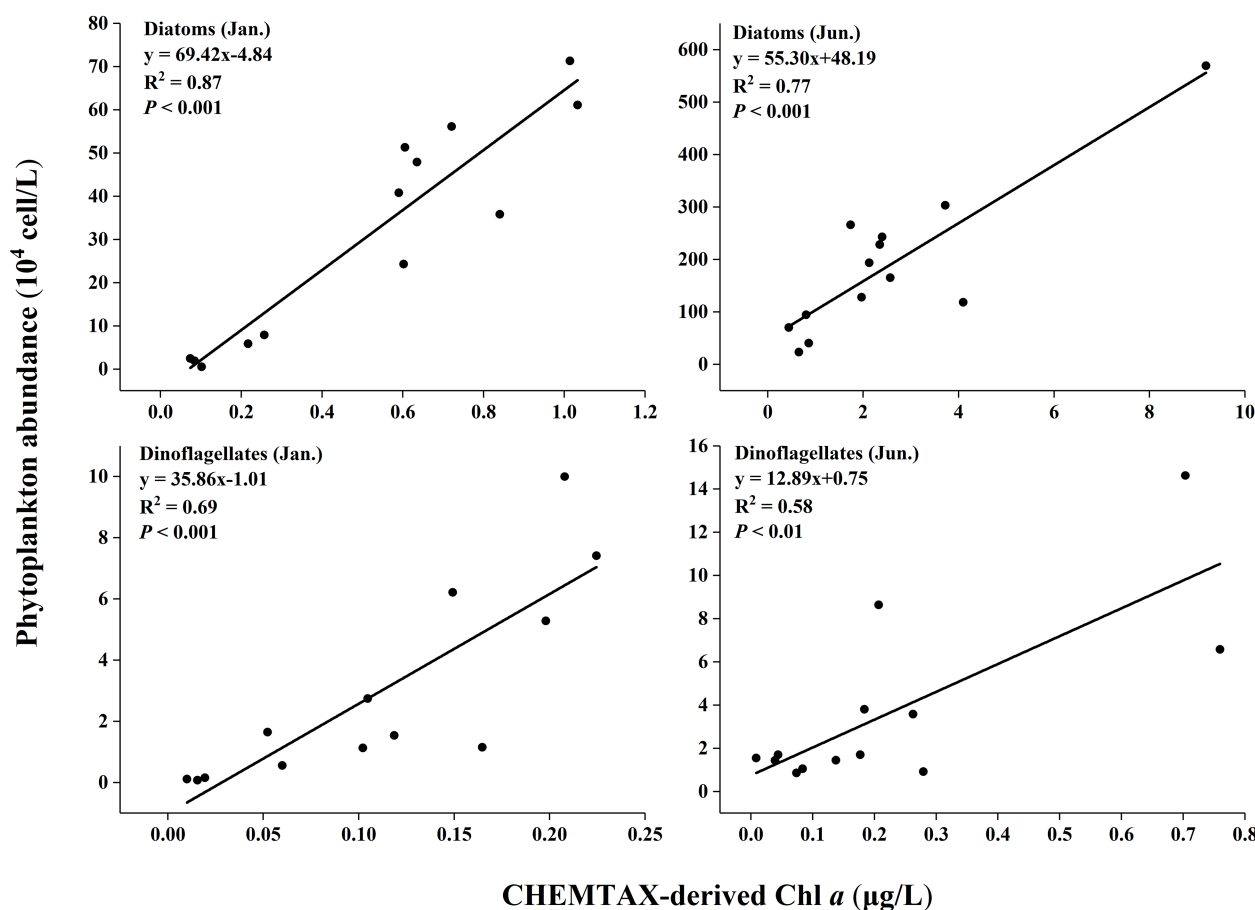 Phytoplankton abundance (10⁴ cell/L)
Diatoms (Jan.)
y = 69.42x-4.84
R² = 0.87
P < 0.001
80
70
60
50
40
30
20
10
0
0.0 0.2 0.4 0.6 0.8 1.0 1.2
Diatoms (Jun.)
y = 55.30x+48.19
R² = 0.77
P < 0.001
600
500
400
300
200
100
0
0 2 4 6 8 10
Dinoflagellates (Jan.)
y = 35.86x-1.01
R² = 0.69
P < 0.001
10
8
6
4
2
0
0.00 0.05 0.10 0.15 0.20 0.25
Dinoflagellates (Jun.)
y = 12.89x+0.75
R² = 0.58
P < 0.01
16
14
12
10
8
6
4
2
0
0.0 0.1 0.2 0.3 0.4 0.5 0.6 0.7 0.8
CHEMTAX-derived Chl a (μg/L)